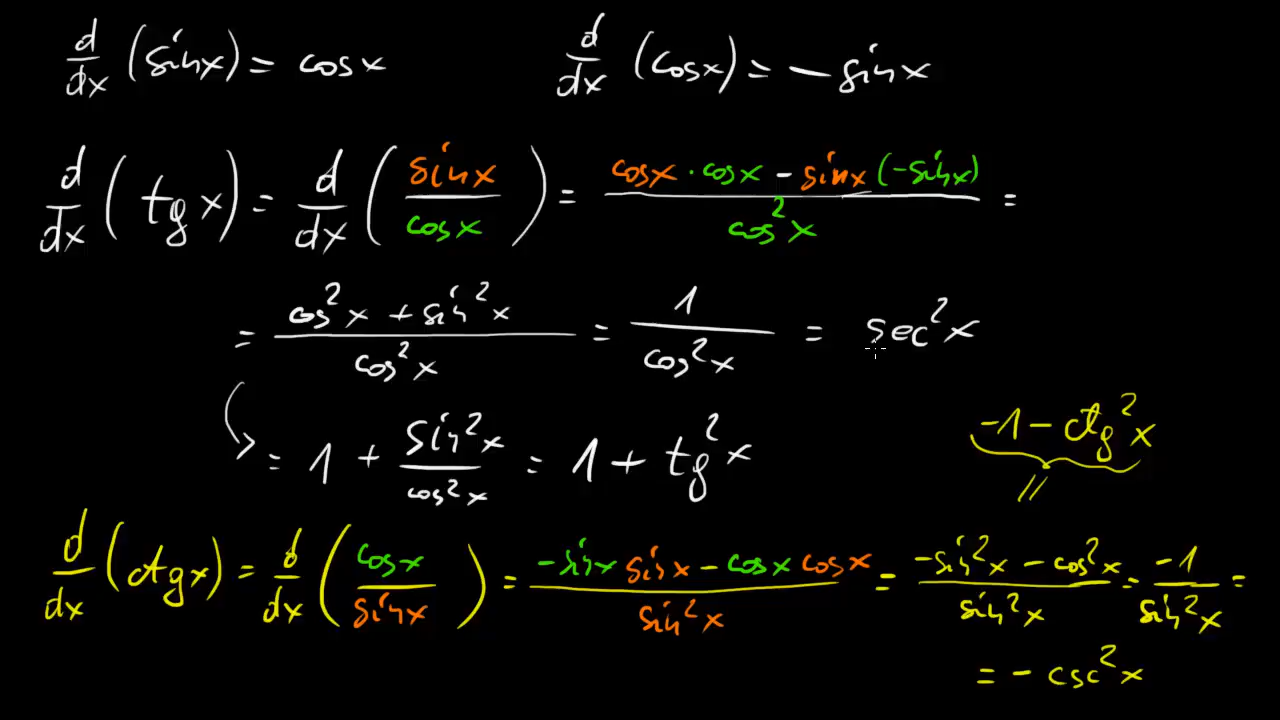 d/dx (sinx) = cosx    d/dx (cosx) = −sinx
d/dx (tgx) = d/dx (sinx/cosx) = (cosx · cosx − sinx (−sinx))/cos²x =
= (cos²x + sin²x)/cos²x = 1/cos²x = sec²x
= 1 + sin²x/cos²x = 1 + tg²x
−1 − ctg²x
d/dx (ctgx) = d/dx (cosx/sinx) = (−sinx sinx − cosx cosx)/sin²x = (−sin²x − cos²x)/sin²x = −1/sin²x =
= −csc²x